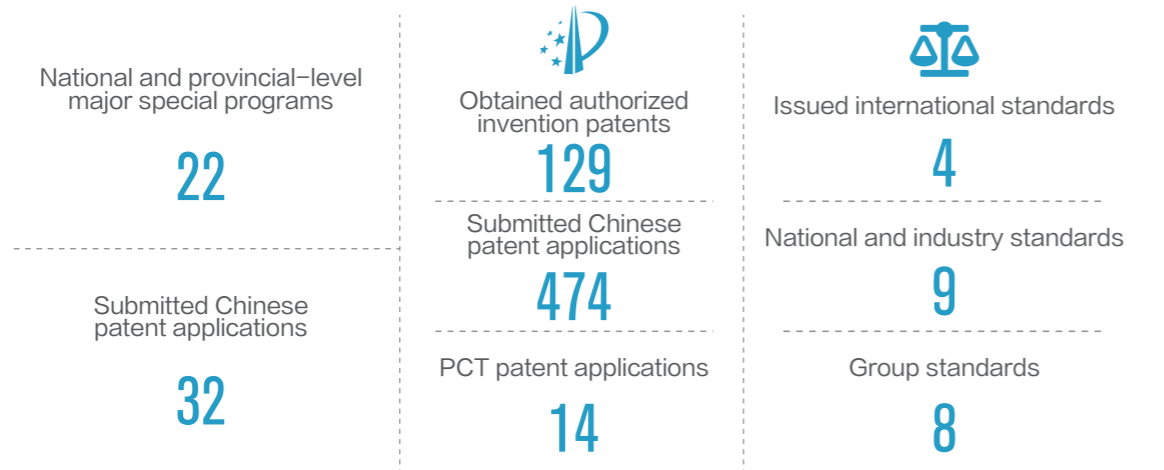 National and provincial-level
major special programs
22
Submitted Chinese
patent applications
32
Obtained authorized
invention patents
129
Submitted Chinese
patent applications
474
PCT patent applications
14
Issued international standards
4
National and industry standards
9
Group standards
8